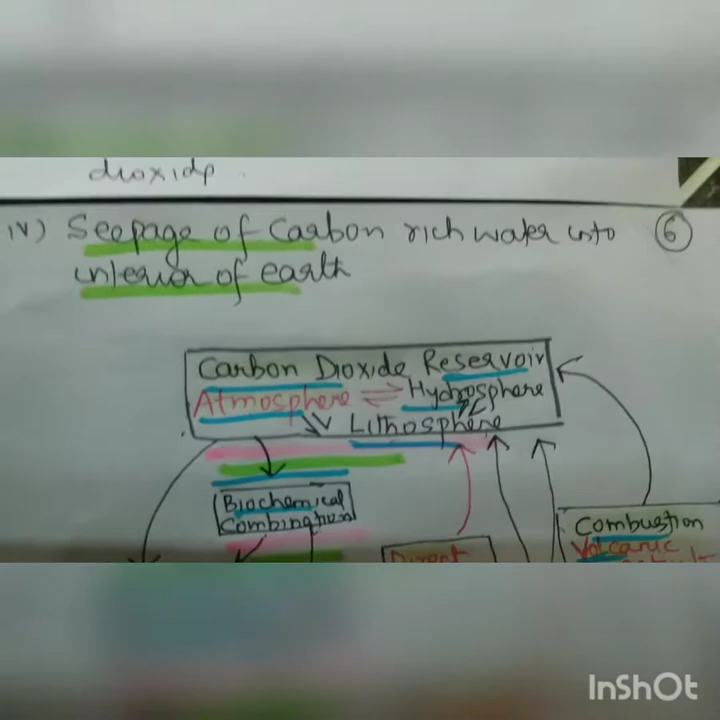 dioxide.
iv) Seepage of Carbon rich water into 6
interior of earth
Carbon Dioxide Reservoir
Atmosphere ⇌ Hydrosphere
Lithosphere
Biochemical
Combination
Direct
Combustion
Volcanic
InShOt